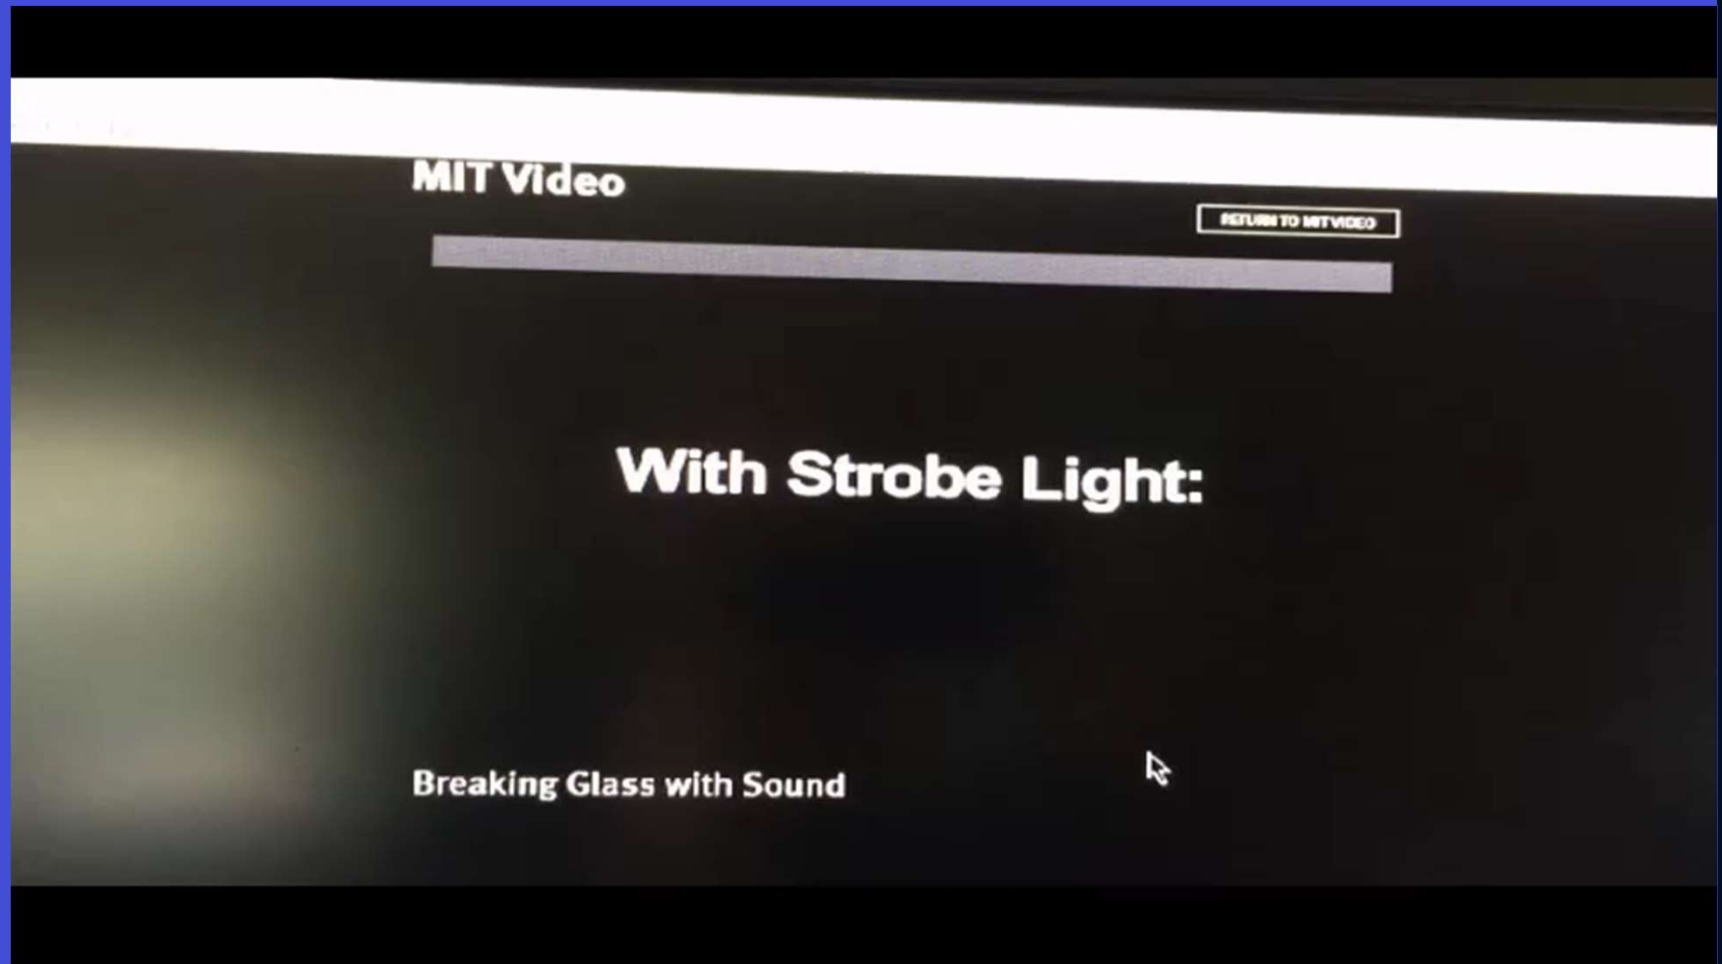 MIT Video
RETURN TO MIT VIDEO
With Strobe Light:
Breaking Glass with Sound